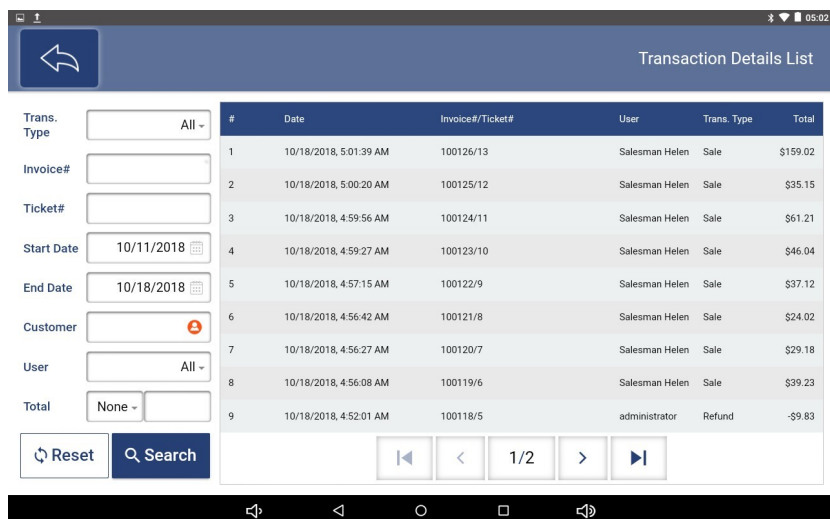 05:02
Transaction Details List
Trans. Type
All
Invoice#
Ticket#
Start Date
10/11/2018
End Date
10/18/2018
Customer
User
All
Total
None
Reset
Search
# Date Invoice#/Ticket# User Trans. Type Total
1 10/18/2018, 5:01:39 AM 100126/13 Salesman Helen Sale $159.02
2 10/18/2018, 5:00:20 AM 100125/12 Salesman Helen Sale $35.15
3 10/18/2018, 4:59:56 AM 100124/11 Salesman Helen Sale $61.21
4 10/18/2018, 4:59:27 AM 100123/10 Salesman Helen Sale $46.04
5 10/18/2018, 4:57:15 AM 100122/9 Salesman Helen Sale $37.12
6 10/18/2018, 4:56:42 AM 100121/8 Salesman Helen Sale $24.02
7 10/18/2018, 4:56:27 AM 100120/7 Salesman Helen Sale $29.18
8 10/18/2018, 4:56:08 AM 100119/6 Salesman Helen Sale $39.23
9 10/18/2018, 4:52:01 AM 100118/5 administrator Refund -$9.83
1/2